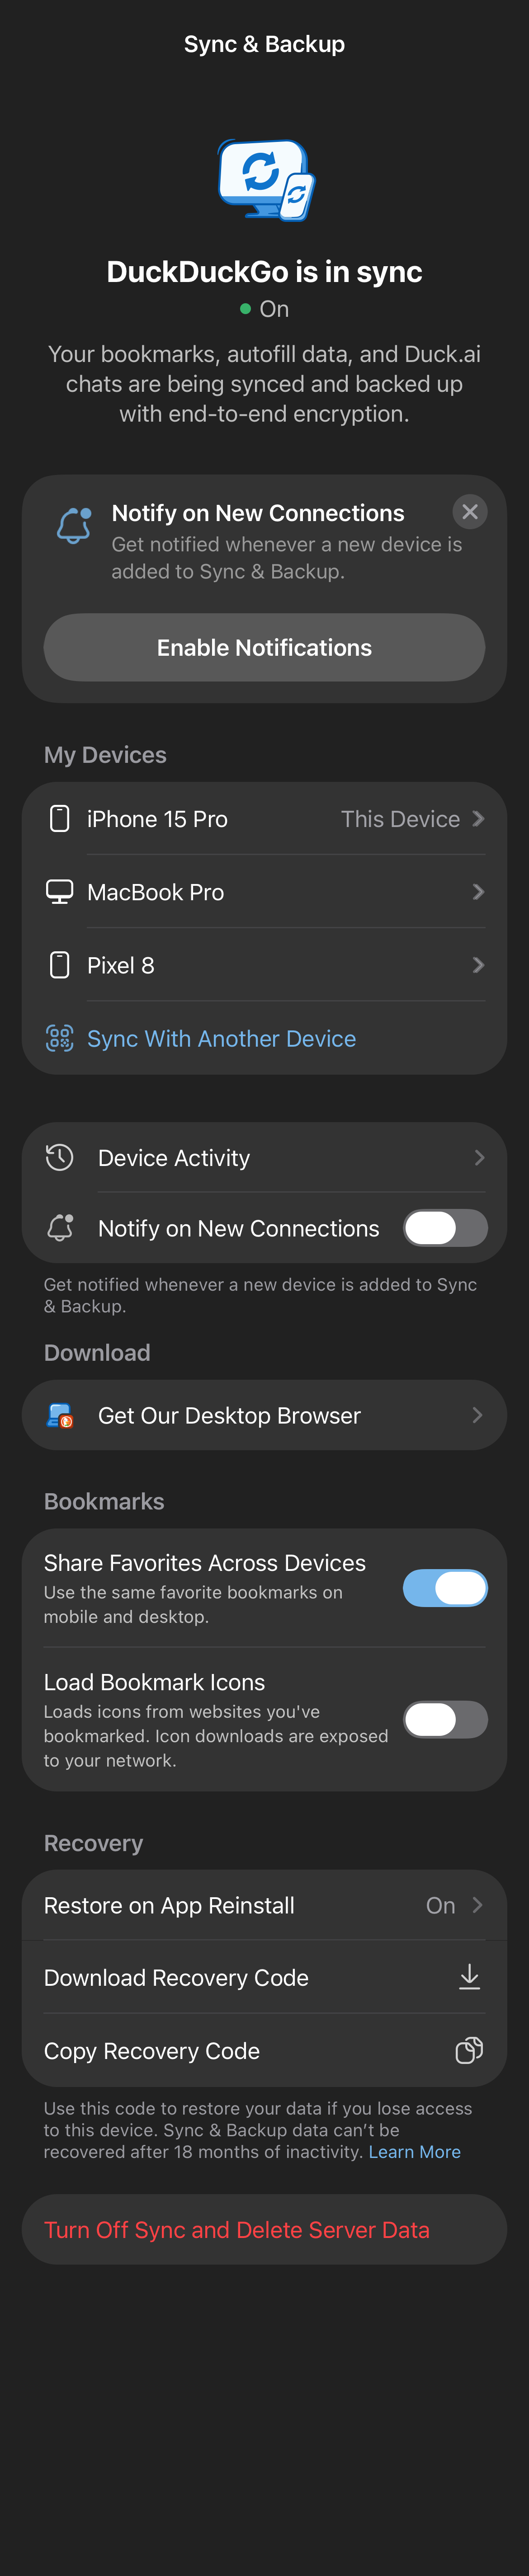 Sync & Backup
DuckDuckGo is in sync
On
Your bookmarks, autofill data, and Duck.ai
chats are being synced and backed up
with end-to-end encryption.
Notify on New Connections
Get notified whenever a new device is
added to Sync & Backup.
Enable Notifications
My Devices
iPhone 15 Pro This Device
MacBook Pro
Pixel 8
Sync With Another Device
Device Activity
Notify on New Connections
Get notified whenever a new device is added to Sync
& Backup.
Download
Get Our Desktop Browser
Bookmarks
Share Favorites Across Devices
Use the same favorite bookmarks on
mobile and desktop.
Load Bookmark Icons
Loads icons from websites you've
bookmarked. Icon downloads are exposed
to your network.
Recovery
Restore on App Reinstall On
Download Recovery Code
Copy Recovery Code
Use this code to restore your data if you lose access
to this device. Sync & Backup data can’t be
recovered after 18 months of inactivity. Learn More
Turn Off Sync and Delete Server Data